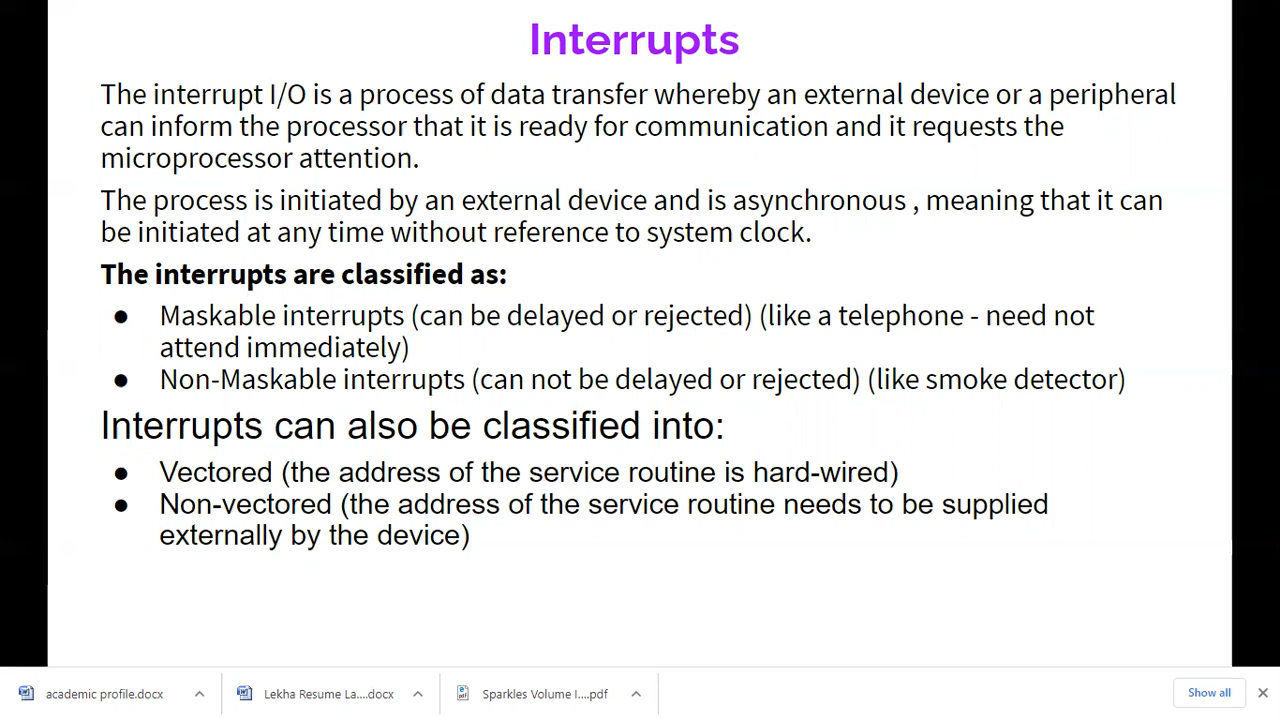 Interrupts
The interrupt I/O is a process of data transfer whereby an external device or a peripheral
can inform the processor that it is ready for communication and it requests the
microprocessor attention.
The process is initiated by an external device and is asynchronous , meaning that it can
be initiated at any time without reference to system clock.
The interrupts are classified as:
● Maskable interrupts (can be delayed or rejected) (like a telephone - need not
attend immediately)
● Non-Maskable interrupts (can not be delayed or rejected) (like smoke detector)
Interrupts can also be classified into:
● Vectored (the address of the service routine is hard-wired)
● Non-vectored (the address of the service routine needs to be supplied
externally by the device)
academic profile.docx Lekha Resume La....docx Sparkles Volume I....pdf Show all